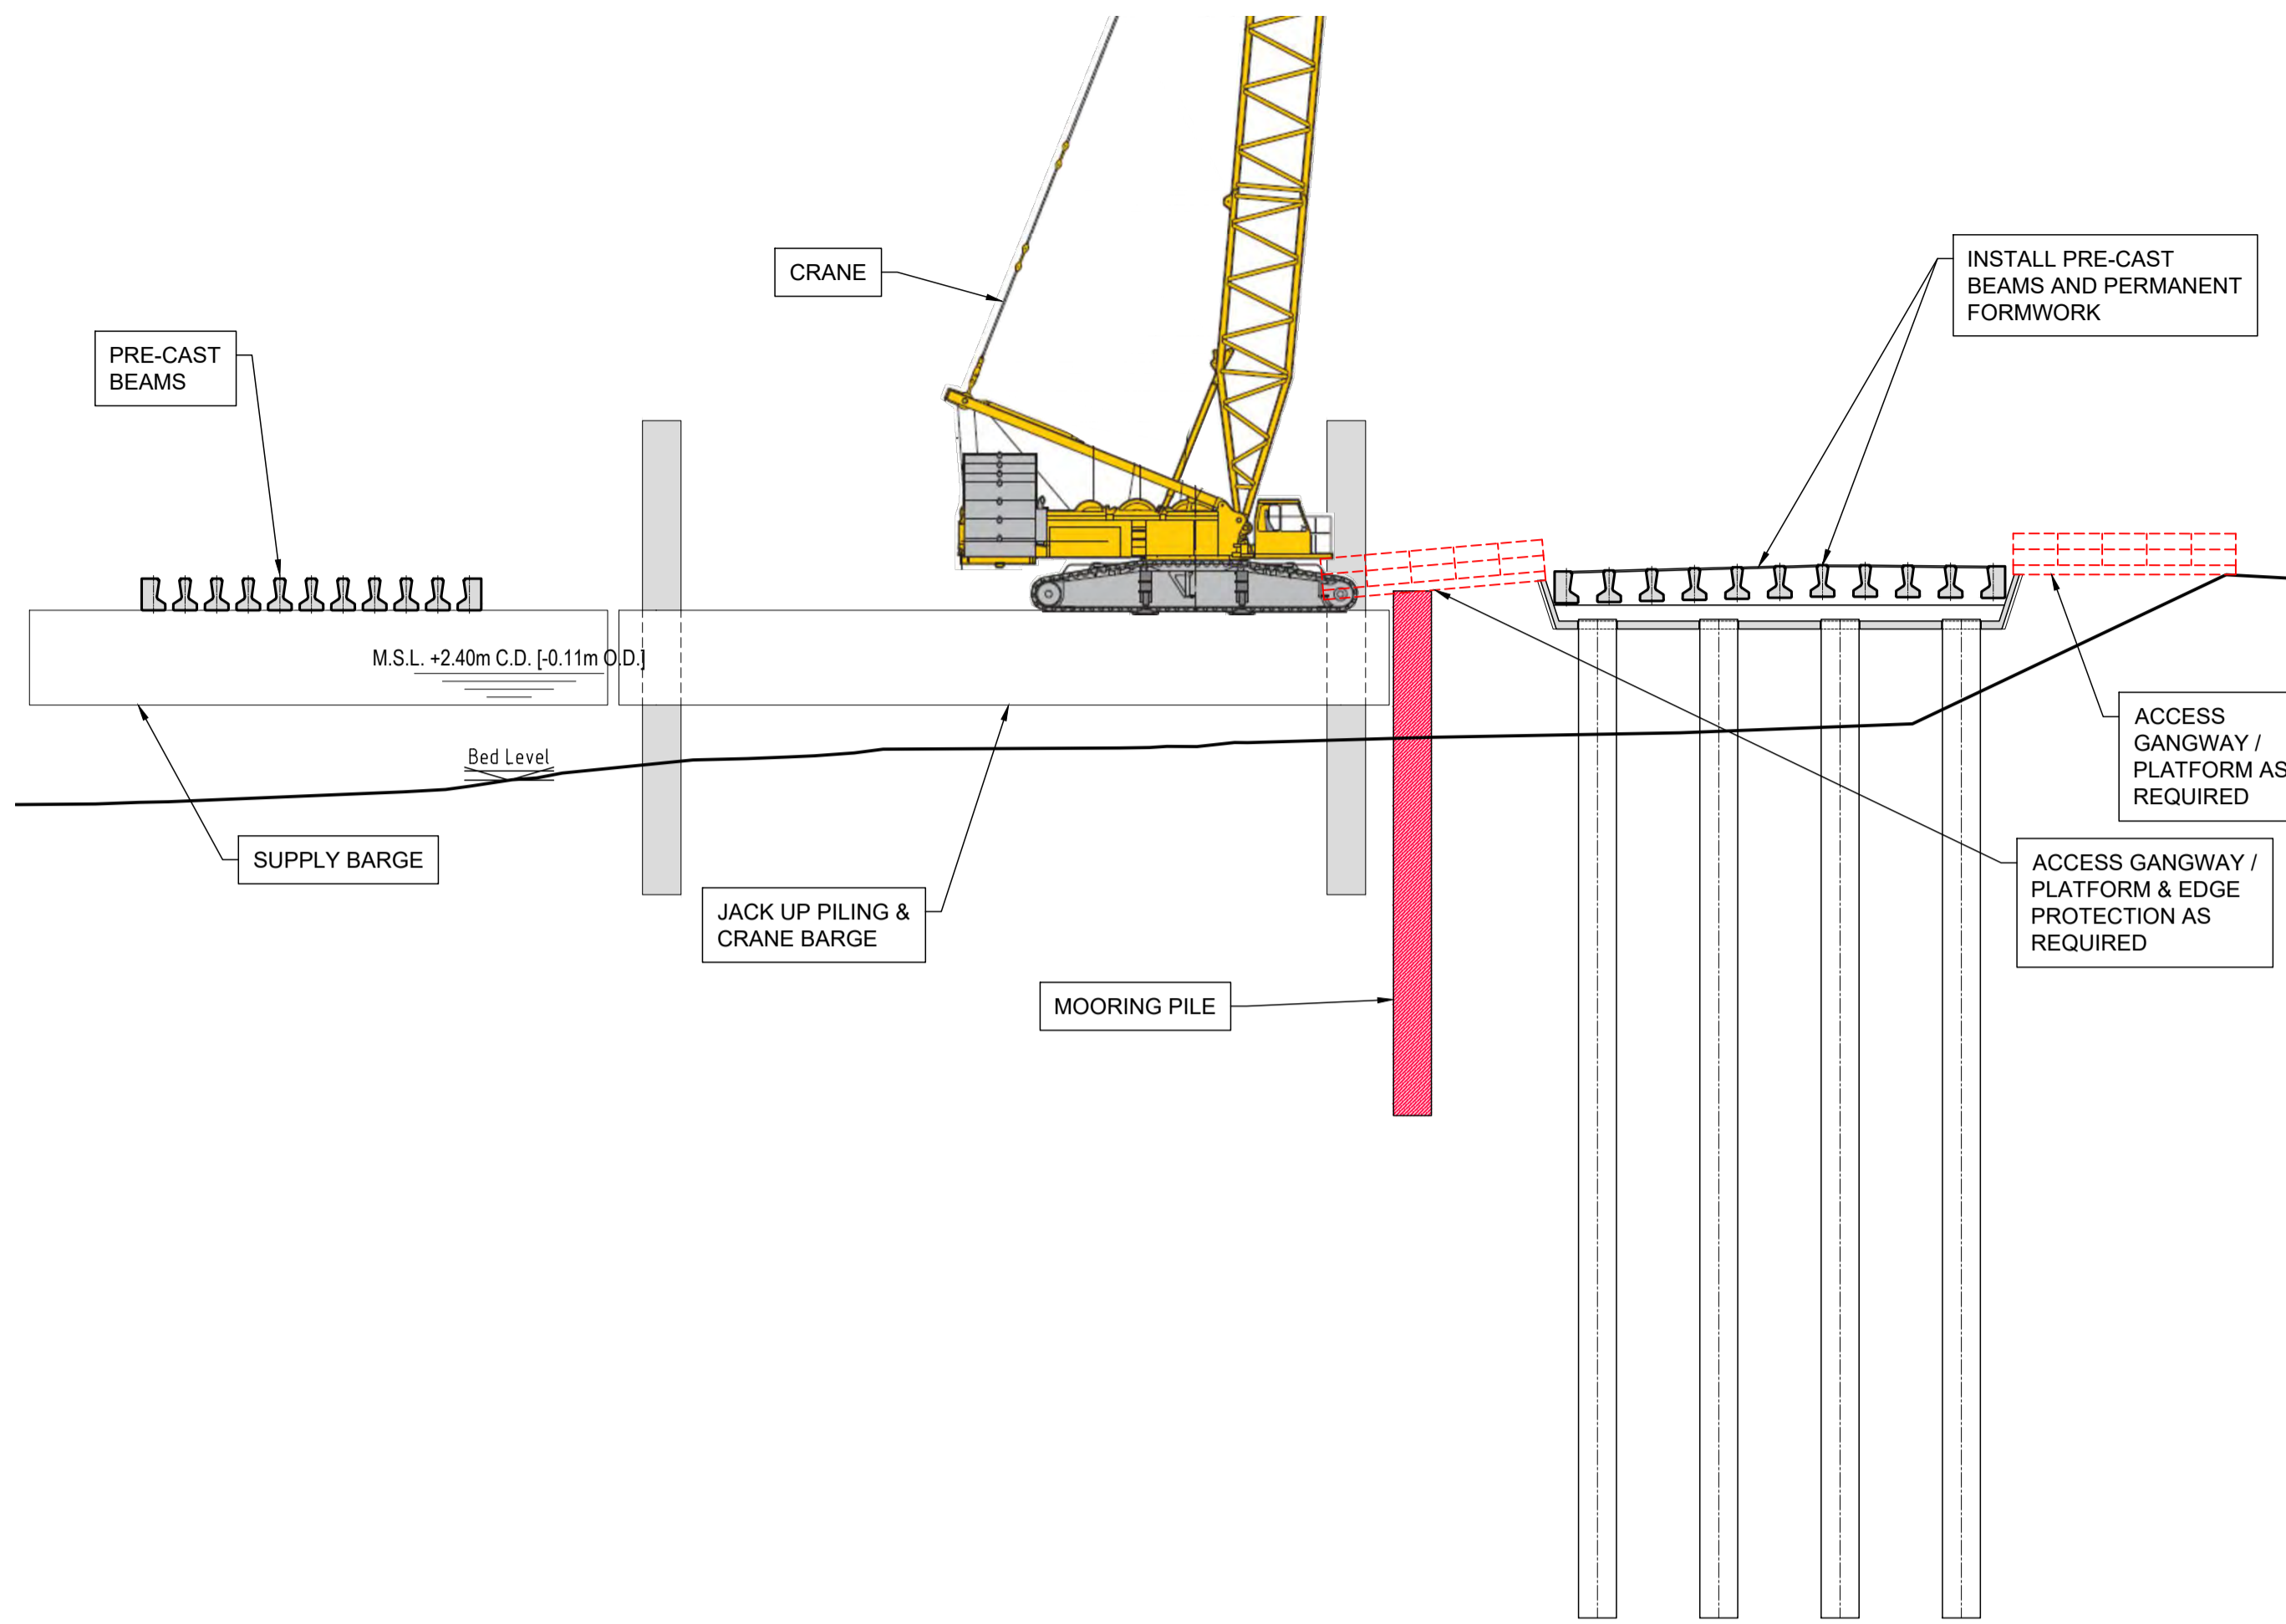 CRANE
INSTALL PRE-CAST
BEAMS AND PERMANENT
FORMWORK
PRE-CAST
BEAMS
M.S.L. +2.40m C.D. [-0.11m O.D.]
Bed Level
ACCESS
GANGWAY /
PLATFORM AS
REQUIRED
SUPPLY BARGE
ACCESS GANGWAY /
PLATFORM & EDGE
PROTECTION AS
REQUIRED
JACK UP PILING &
CRANE BARGE
MOORING PILE